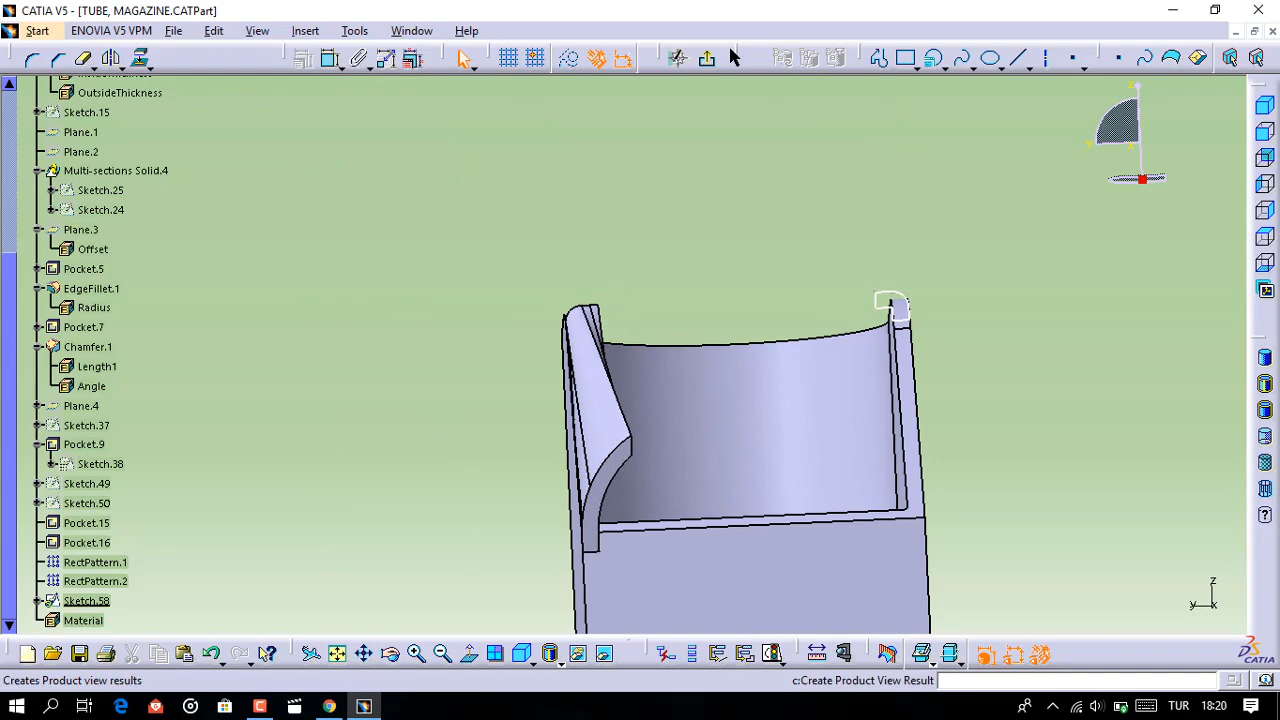 CATIA V5 - [TUBE, MAGAZINE.CATPart]
Start ENOVIA V5 VPM File Edit Insert View Tools Window Help
OutsideThickness
Sketch.15
Plane.1
Plane.2
Multi-sections Solid.4
Sketch.25
Sketch.24
Plane.3
Offset
Pocket.5
EdgeFillet.1
Radius
Pocket.7
Chamfer.1
Length1
Angle
Plane.4
Sketch.37
Pocket.9
Sketch.38
Sketch.49
Sketch.50
Pocket.15
Pocket.16
RectPattern.1
RectPattern.2
Sketch.58
Material
z
y
x
z
y x
CATIA
Creates Product view results
c:Create Product View Result
TUR 18:20